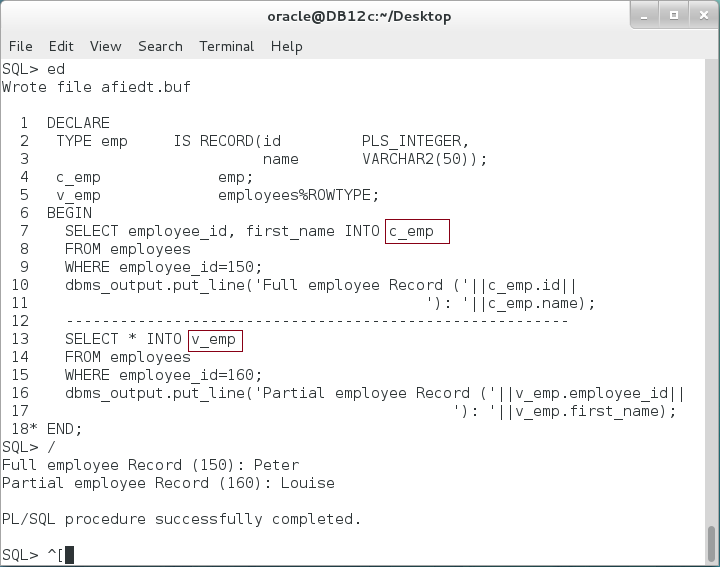 oracle@DB12c:~/Desktop
File Edit View Search Terminal Help
SQL> ed
Wrote file afiedt.buf
1 DECLARE
2 TYPE emp IS RECORD(id PLS_INTEGER,
3 name VARCHAR2(50));
4 c_emp emp;
5 v_emp employees%ROWTYPE;
6 BEGIN
7 SELECT employee_id, first_name INTO c_emp
8 FROM employees
9 WHERE employee_id=150;
10 dbms_output.put_line('Full employee Record ('||c_emp.id||
11 '): '||c_emp.name);
12 --------------------------------------------------------
13 SELECT * INTO v_emp
14 FROM employees
15 WHERE employee_id=160;
16 dbms_output.put_line('Partial employee Record ('||v_emp.employee_id||
17 '): '||v_emp.first_name);
18* END;
SQL> /
Full employee Record (150): Peter
Partial employee Record (160): Louise
PL/SQL procedure successfully completed.
SQL> ^[